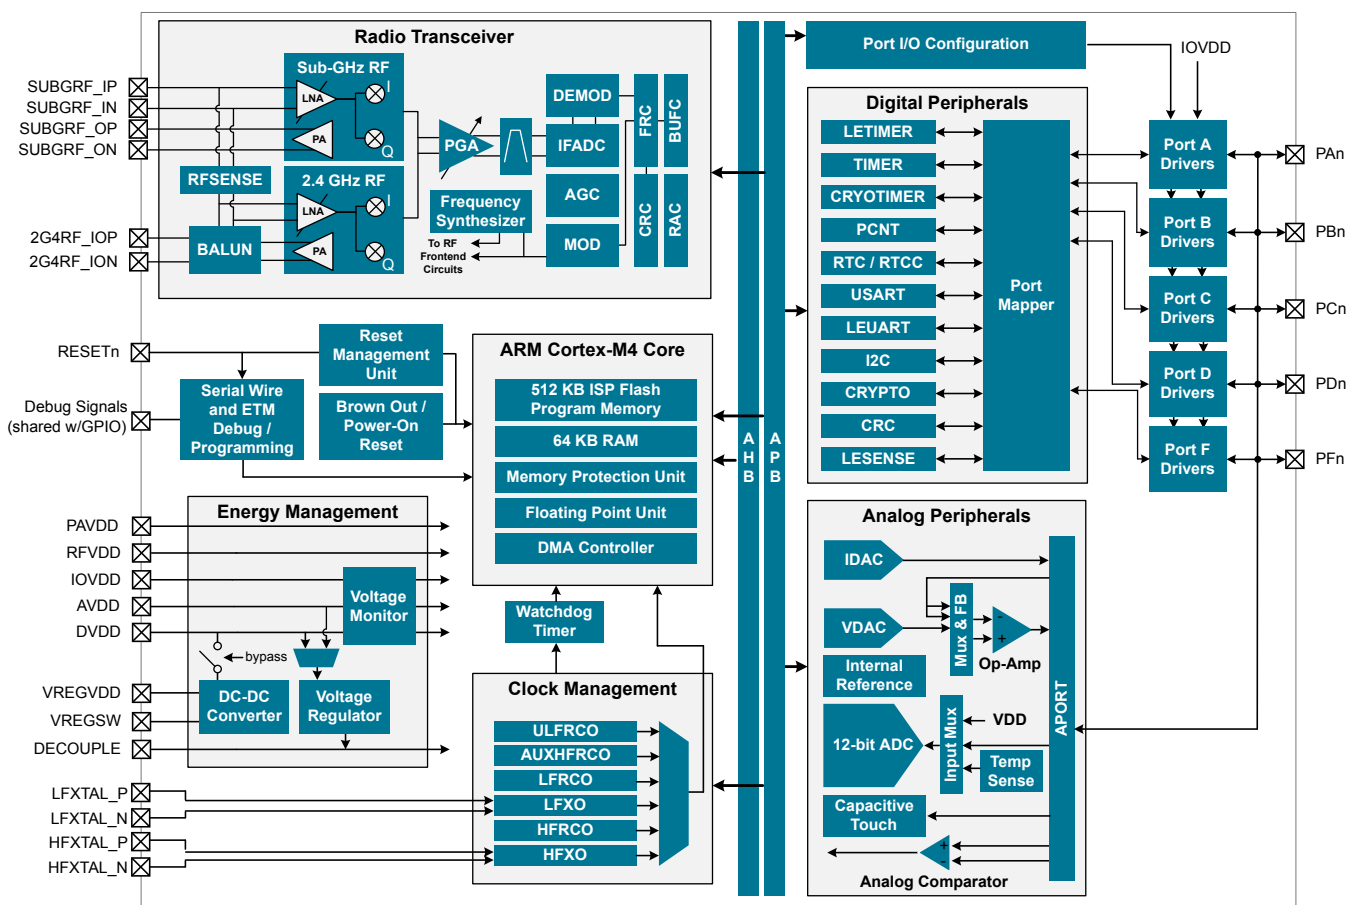 Radio Transceiver
SUBGRF_IP
SUBGRF_IN
SUBGRF_OP
SUBGRF_ON
2G4RF_IOP
2G4RF_ION
Sub-GHz RF
LNA
I
PA
Q
RFSENSE
2.4 GHz RF
LNA
I
PA
Q
BALUN
PGA
Frequency
Synthesizer
To RF
Frontend
Circuits
DEMOD
IFADC
AGC
MOD
FRC
BUFC
CRC
RAC
RESETn
Debug Signals
(shared w/GPIO)
Reset
Management
Unit
Serial Wire
and ETM
Debug /
Programming
Brown Out /
Power-On
Reset
ARM Cortex-M4 Core
512 KB ISP Flash
Program Memory
64 KB RAM
Memory Protection Unit
Floating Point Unit
DMA Controller
Watchdog
Timer
Energy Management
PAVDD
RFVDD
IOVDD
AVDD
DVDD
VREGVDD
VREGSW
DECOUPLE
Voltage
Monitor
bypass
DC-DC
Converter
Voltage
Regulator
Clock Management
LFXTAL_P
LFXTAL_N
HFXTAL_P
HFXTAL_N
ULFRCO
AUXHFRCO
LFRCO
LFXO
HFRCO
HFXO
AHB
APB
Port I/O Configuration
IOVDD
Digital Peripherals
LETIMER
TIMER
CRYOTIMER
PCNT
RTC / RTCC
USART
LEUART
I2C
CRYPTO
CRC
LESENSE
Port
Mapper
Port A
Drivers
Port B
Drivers
Port C
Drivers
Port D
Drivers
Port F
Drivers
PAn
PBn
PCn
PDn
PFn
Analog Peripherals
IDAC
VDAC
Mux & FB
-
+
Op-Amp
Internal
Reference
12-bit ADC
Input Mux
VDD
Temp
Sense
Capacitive
Touch
+
-
Analog Comparator
APORT